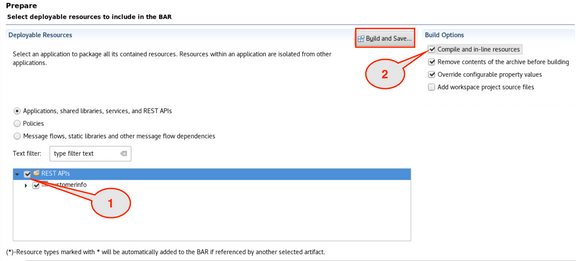 Prepare
Select deployable resources to include in the BAR
Deployable Resources
Build and Save...
Build Options
Select an application to package all its contained resources. Resources within an application are isolated from other
applications.
Compile and in-line resources
Remove contents of the archive before building
Override configurable property values
Add workspace project source files
2
Applications, shared libraries, services, and REST APIs
Policies
Message flows, static libraries and other message flow dependencies
Text filter:
type filter text
REST APIs
stomerinfo
1
(*)-Resource types marked with * will be automatically added to the BAR if referenced by another selected artifact.